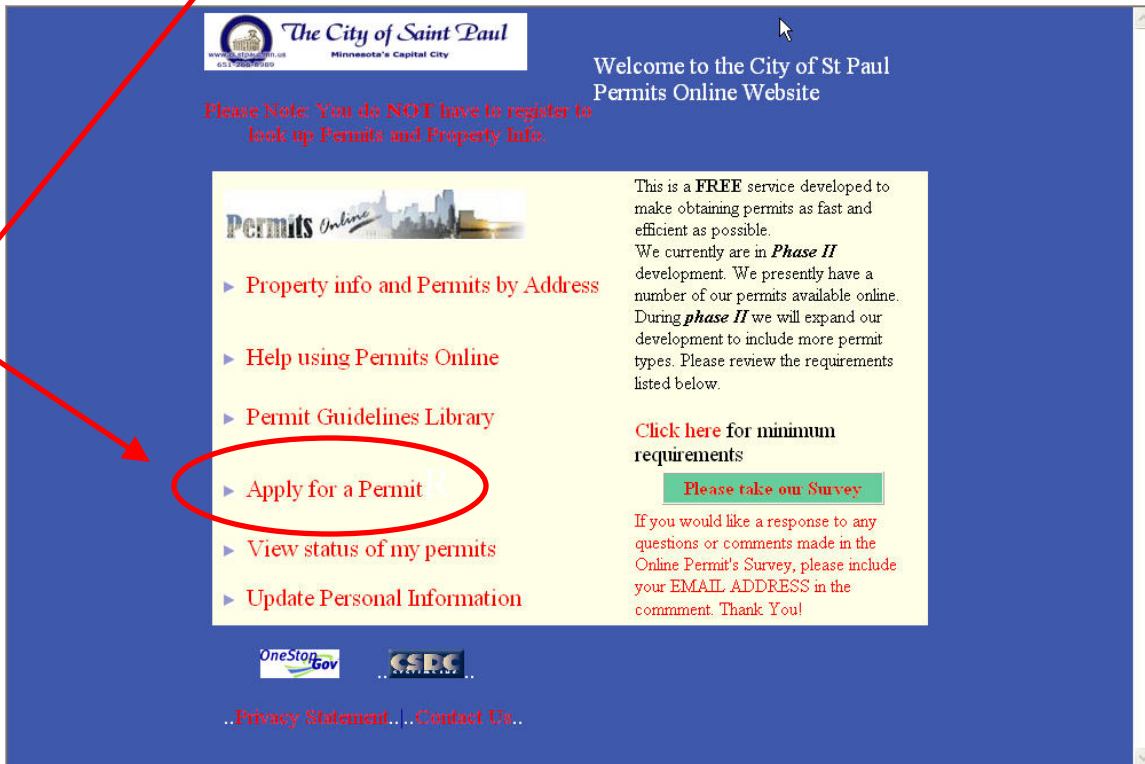 The City of Saint Paul
Minnesota's Capital City
651-266-8989
Welcome to the City of St Paul
Permits Online Website
Please Note: You do NOT have to register to
look up Permits and Property Info.
Permits Online
Property info and Permits by Address
Help using Permits Online
Permit Guidelines Library
Apply for a Permit R
View status of my permits
Update Personal Information
This is a FREE service developed to
make obtaining permits as fast and
efficient as possible.
We currently are in Phase II
development. We presently have a
number of our permits available online.
During phase II we will expand our
development to include more permit
types. Please review the requirements
listed below.
Click here for minimum
requirements
Please take our Survey
If you would like a response to any
questions or comments made in the
Online Permit's Survey, please include
your EMAIL ADDRESS in the
commment. Thank You!
OneStopGov
..CSDC..
..Privacy Statement..|..Contact Us..